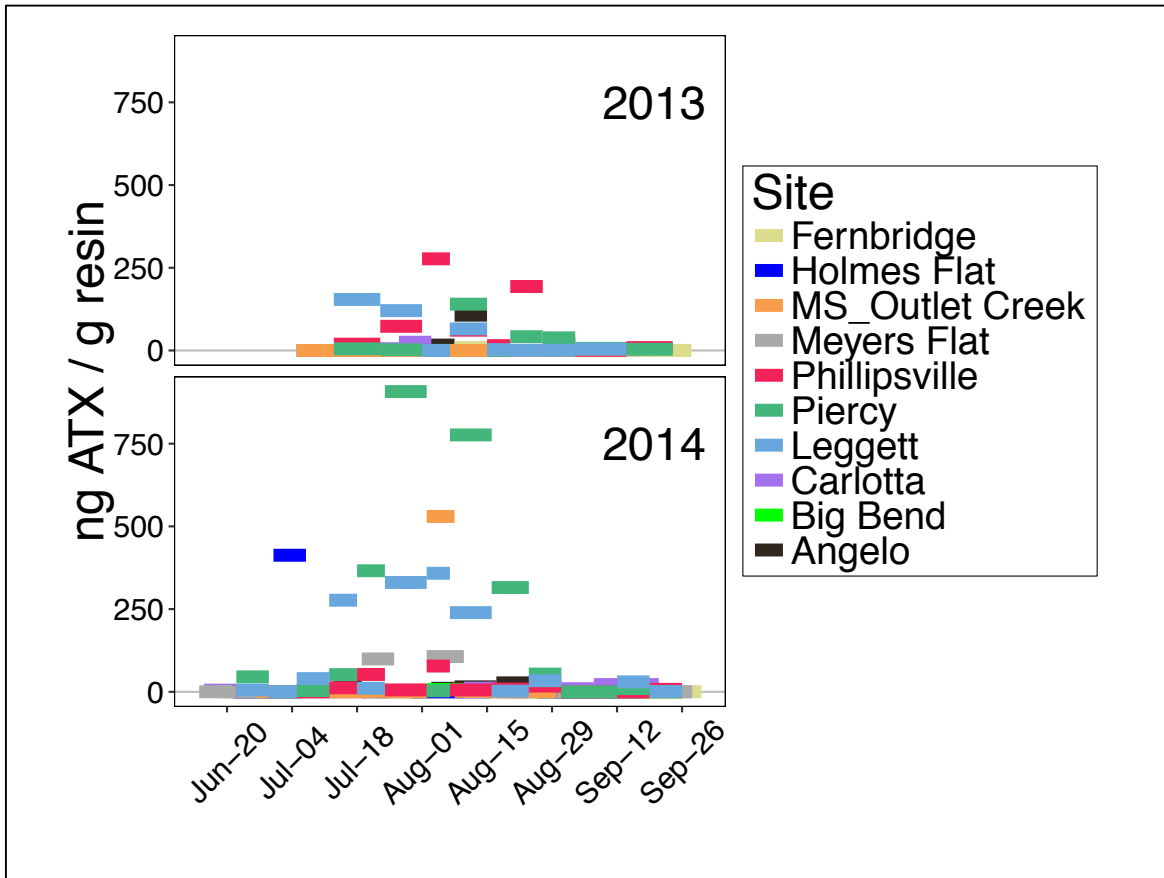 2013
750
500
250
0
2014
750
500
250
0
ng ATX / g resin
Jun−20
Jul−04
Jul−18
Aug−01
Aug−15
Aug−29
Sep−12
Sep−26
Site
Fernbridge
Holmes Flat
MS_Outlet Creek
Meyers Flat
Phillipsville
Piercy
Leggett
Carlotta
Big Bend
Angelo